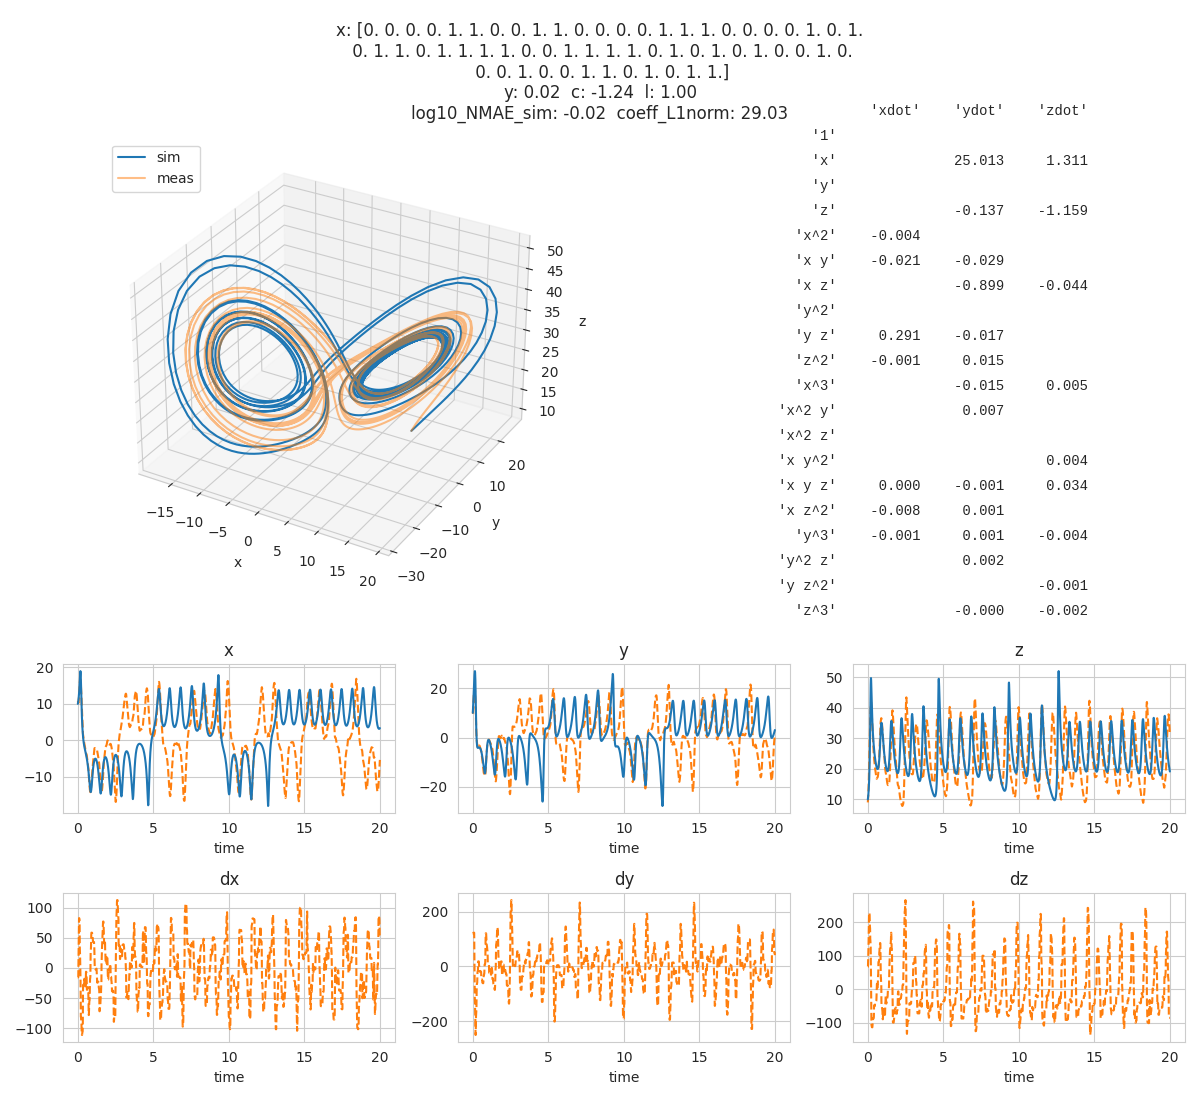 x: [0. 0. 0. 0. 1. 1. 0. 0. 1. 1. 0. 0. 0. 0. 0. 1. 1. 1. 0. 0. 0. 0. 1. 0. 1.
0. 1. 1. 0. 1. 1. 1. 1. 0. 0. 1. 1. 1. 1. 0. 1. 0. 1. 0. 1. 0. 0. 1. 0.
0. 0. 1. 0. 0. 1. 1. 0. 1. 0. 1. 1.]
y: 0.02 c: -1.24 l: 1.00
log10_NMAE_sim: -0.02 coeff_L1norm: 29.03
'xdot' 'ydot' 'zdot'
'1'
'x' 25.013 1.311
'y'
'z' -0.137 -1.159
'x^2' -0.004
'x y' -0.021 -0.029
'x z' -0.899 -0.044
'y^2'
'y z' 0.291 -0.017
'z^2' -0.001 0.015
'x^3' -0.015 0.005
'x^2 y' 0.007
'x^2 z'
'x y^2' 0.004
'x y z' 0.000 -0.001 0.034
'x z^2' -0.008 0.001
'y^3' -0.001 0.001 -0.004
'y^2 z' 0.002
'y z^2' -0.001
'z^3' -0.000 -0.002
sim
meas
50
45
40
35
30
25
20
15
10
z
20
10
0
−10
−20
−30
y
−15
−10
−5
0
5
10
15
20
x
x
20
10
0
−10
0 5 10 15 20
time
y
20
0
−20
0 5 10 15 20
time
z
50
40
30
20
10
0 5 10 15 20
time
dx
100
50
0
−50
−100
0 5 10 15 20
time
dy
200
0
−200
0 5 10 15 20
time
dz
200
100
0
−100
0 5 10 15 20
time